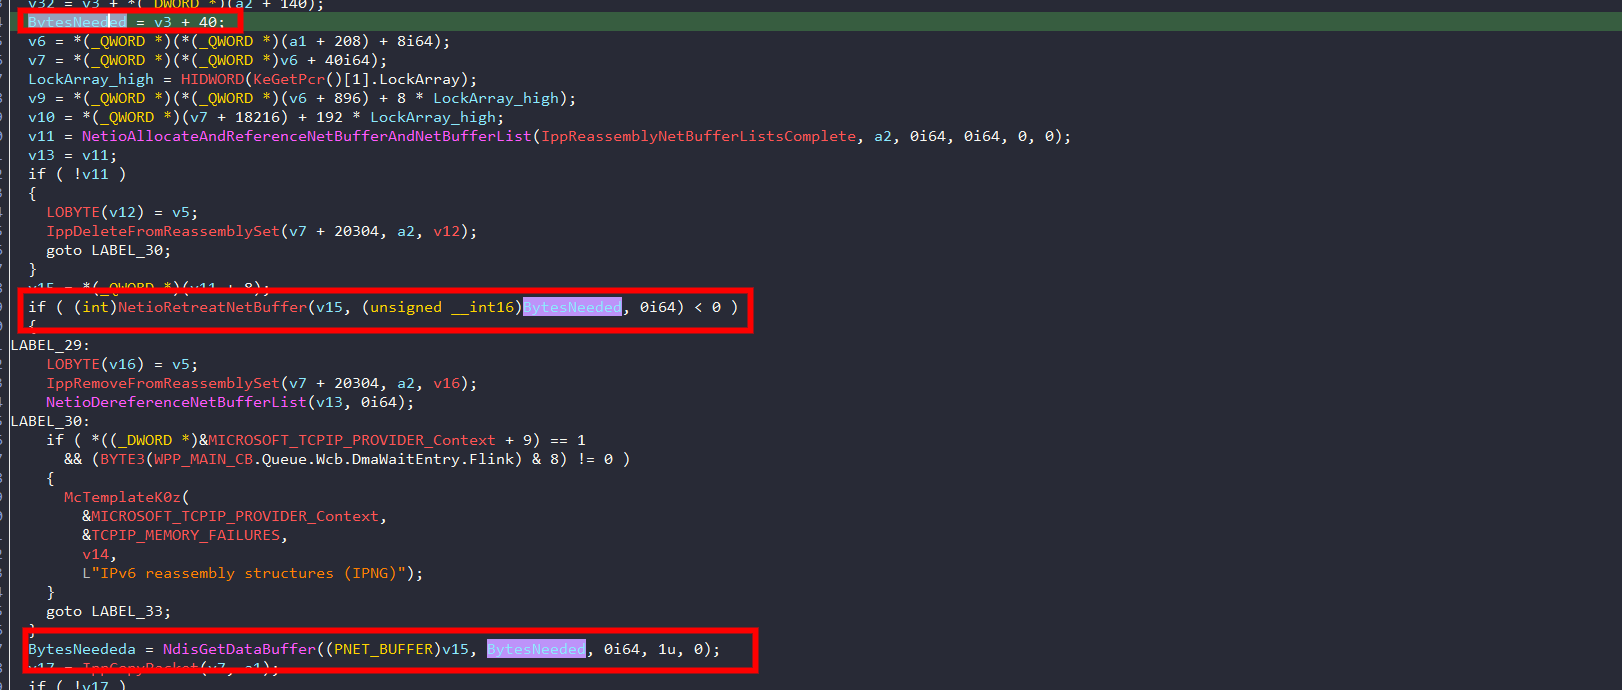 v32 = v3 + *(_DWORD *)(a2 + 140);
BytesNeeded = v3 + 40;
v6 = *(_QWORD *)(*(_QWORD *)(a1 + 208) + 8i64);
v7 = *(_QWORD *)(*(_QWORD *)v6 + 40i64);
LockArray_high = HIDWORD(KeGetPcr()[1].LockArray);
v9 = *(_QWORD *)(*(_QWORD *)(v6 + 896) + 8 * LockArray_high);
v10 = *(_QWORD *)(v7 + 18216) + 192 * LockArray_high;
v11 = NetioAllocateAndReferenceNetBufferAndNetBufferList(IppReassemblyNetBufferListsComplete, a2, 0i64, 0i64, 0, 0);
v13 = v11;
if ( !v11 )
{
LOBYTE(v12) = v5;
IppDeleteFromReassemblySet(v7 + 20304, a2, v12);
goto LABEL_30;
}
v15 = *(_QWORD *)(v11 + 8);
if ( (int)NetioRetreatNetBuffer(v15, (unsigned __int16)BytesNeeded, 0i64) < 0 )
{
LABEL_29:
LOBYTE(v16) = v5;
IppRemoveFromReassemblySet(v7 + 20304, a2, v16);
NetioDereferenceNetBufferList(v13, 0i64);
LABEL_30:
if ( *((_DWORD *)&MICROSOFT_TCPIP_PROVIDER_Context + 9) == 1
&& (BYTE3(WPP_MAIN_CB.Queue.Wcb.DmaWaitEntry.Flink) & 8) != 0 )
{
McTemplateK0z(
&MICROSOFT_TCPIP_PROVIDER_Context,
&TCPIP_MEMORY_FAILURES,
v14,
L"IPv6 reassembly structures (IPNG)");
}
goto LABEL_33;
}
BytesNeededa = NdisGetDataBuffer((PNET_BUFFER)v15, BytesNeeded, 0i64, 1u, 0);
v17 = IppCopyPacket(v7, a1);
if ( !v17 )